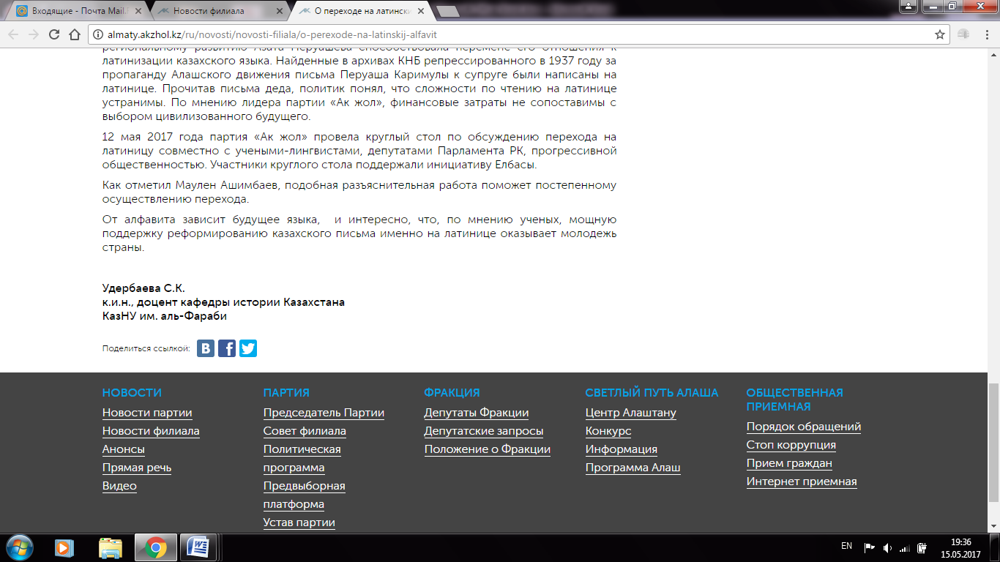 Входящие - Почта Mail.
Новости филиала
О переходе на латински
almaty.akzhol.kz/ru/novosti/novosti-filiala/o-perexode-na-latinskij-alfavit
региональному развитию Азата Перуашева способствовала перемене его отношения к
латинизации казахского языка. Найденные в архивах КНБ репрессированного в 1937 году за
пропаганду Алашского движения письма Перуаша Каримулы к супруге были написаны на
латинице. Прочитав письма деда, политик понял, что сложности по чтению на латинице
устранимы. По мнению лидера партии «Ак жол», финансовые затраты не сопоставимы с
выбором цивилизованного будущего.
12 мая 2017 года партия «Ак жол» провела круглый стол по обсуждению перехода на
латиницу совместно с учеными-лингвистами, депутатами Парламента РК, прогрессивной
общественностью. Участники круглого стола поддержали инициативу Елбасы.
Как отметил Маулен Ашимбаев, подобная разъяснительная работа поможет постепенному
осуществлению перехода.
От алфавита зависит будущее языка, и интересно, что, по мнению ученых, мощную
поддержку реформированию казахского письма именно на латинице оказывает молодежь
страны.
Удербаева С.К.
к.и.н., доцент кафедры истории Казахстана
КазНУ им. аль-Фараби
Поделиться ссылкой:
НОВОСТИ
Новости партии
Новости филиала
Анонсы
Прямая речь
Видео
ПАРТИЯ
Председатель Партии
Совет филиала
Политическая
программа
Предвыборная
платформа
Устав партии
ФРАКЦИЯ
Депутаты Фракции
Депутатские запросы
Положение о Фракции
СВЕТЛЫЙ ПУТЬ АЛАША
Центр Алаштану
Конкурс
Информация
Программа Алаш
ОБЩЕСТВЕННАЯ
ПРИЕМНАЯ
Порядок обращений
Стоп коррупция
Прием граждан
Интернет приемная
EN
19:36
15.05.2017